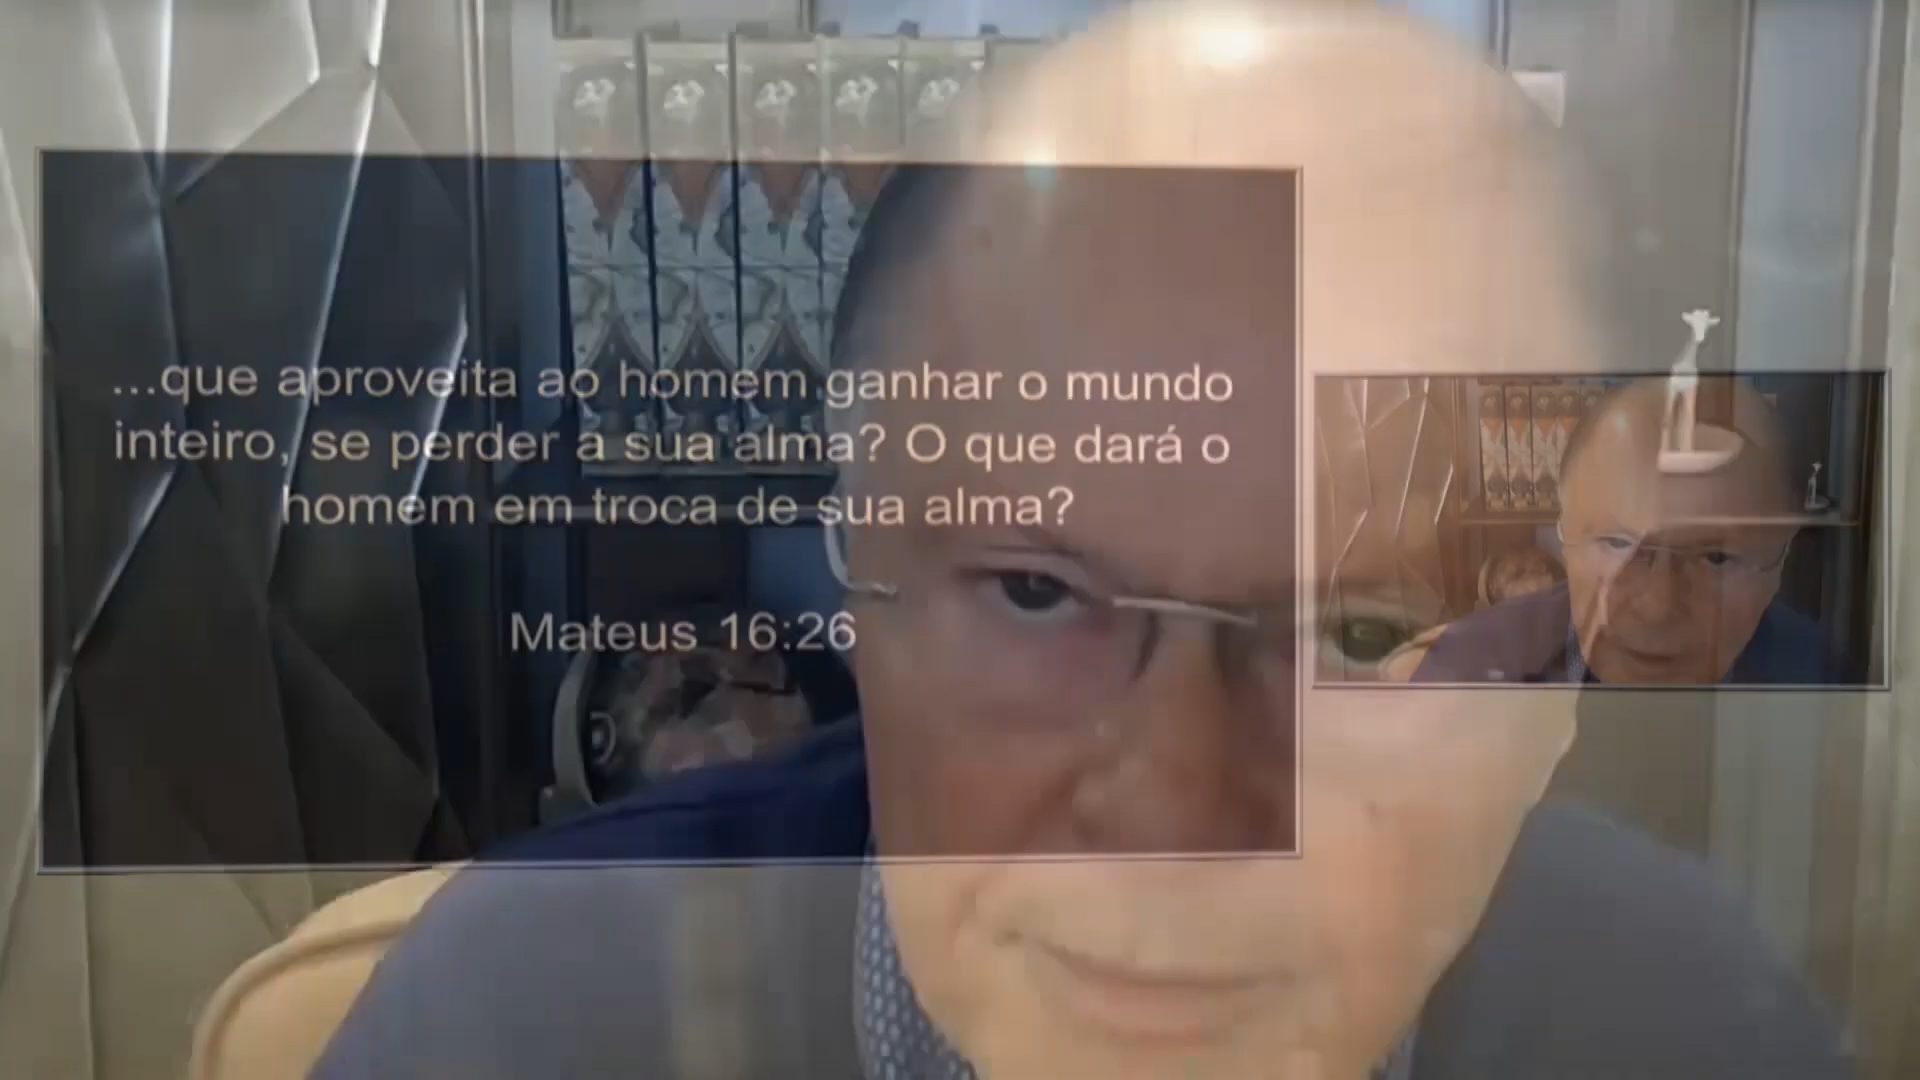 ...que aproveita ao homem ganhar o mundo
inteiro, se perder a sua alma? O que dará o
homem em troca de sua alma?
Mateus 16:26